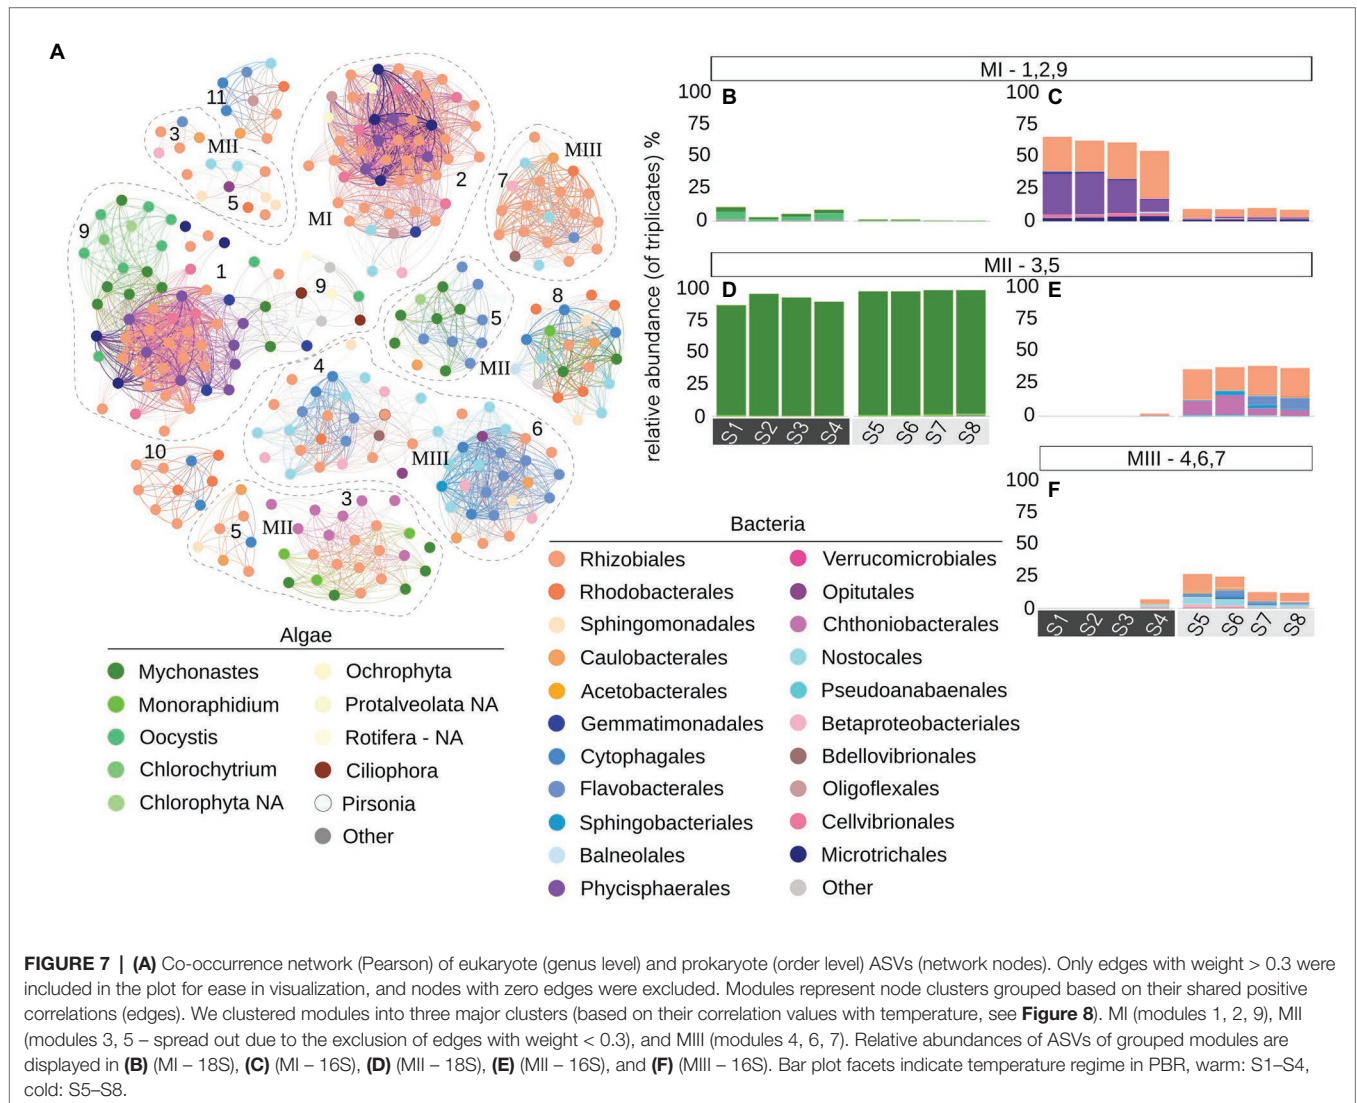 A
11
3
MII
5
MI
2
MIII
7
9
1
9
5
8
MII
4
6
MIII
10
5
MII
3
MI - 1,2,9
relative abundance (of triplicates) %
100
75
50
25
0
B
100
75
50
25
0
C
MII - 3,5
100
75
50
25
0
D
S1 S2 S3 S4 S5 S6 S7 S8
100
75
50
25
0
E
MIII - 4,6,7
100
75
50
25
0
F
S1 S2 S3 S4 S5 S6 S7 S8
Algae
Mychonastes
Monoraphidium
Oocystis
Chlorochytrium
Chlorophyta NA
Ochrophyta
Protalveolata NA
Rotifera - NA
Ciliophora
Pirsonia
Other
Bacteria
Rhizobiales
Rhodobacterales
Sphingomonadales
Caulobacterales
Acetobacterales
Gemmatimonadales
Cytophagales
Flavobacterales
Sphingobacteriales
Balneolales
Phycisphaerales
Verrucomicrobiales
Opitutales
Chthoniobacterales
Nostocales
Pseudoanabaenales
Betaproteobacteriales
Bdellovibrionales
Oligoflexales
Cellvibrionales
Microtrichales
Other
FIGURE 7 | (A) Co-occurrence network (Pearson) of eukaryote (genus level) and prokaryote (order level) ASVs (network nodes). Only edges with weight > 0.3 were
included in the plot for ease in visualization, and nodes with zero edges were excluded. Modules represent node clusters grouped based on their shared positive
correlations (edges). We clustered modules into three major clusters (based on their correlation values with temperature, see Figure 8). MI (modules 1, 2, 9), MII
(modules 3, 5 – spread out due to the exclusion of edges with weight < 0.3), and MIII (modules 4, 6, 7). Relative abundances of ASVs of grouped modules are
displayed in (B) (MI – 18S), (C) (MI – 16S), (D) (MII – 18S), (E) (MII – 16S), and (F) (MIII – 16S). Bar plot facets indicate temperature regime in PBR, warm: S1–S4,
cold: S5–S8.